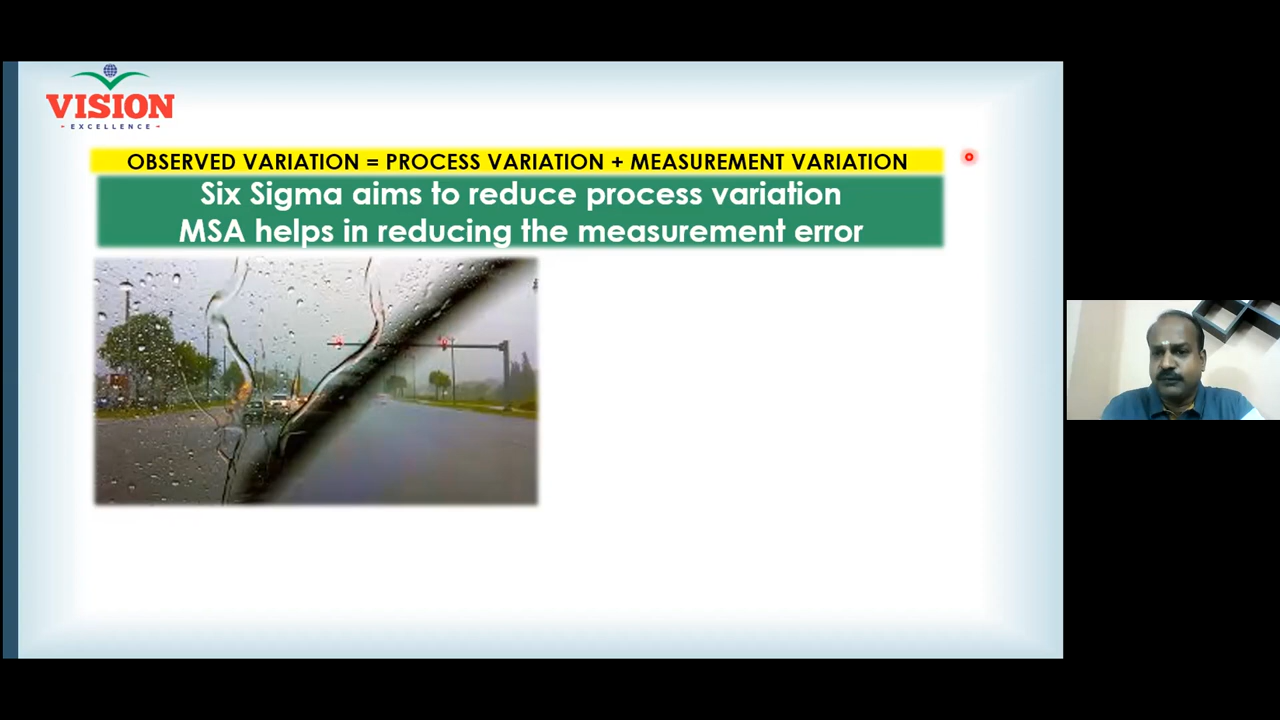 VISION
- EXCELLENCE -
OBSERVED VARIATION = PROCESS VARIATION + MEASUREMENT VARIATION
Six Sigma aims to reduce process variation
MSA helps in reducing the measurement error